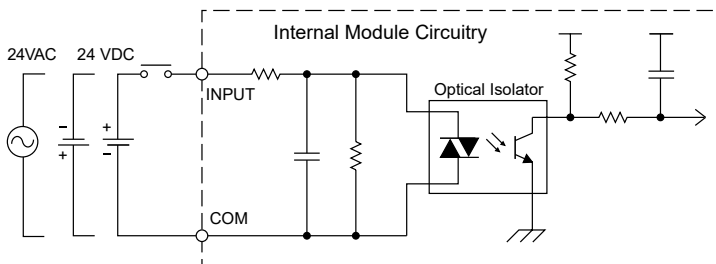 Internal Module Circuitry
24VAC
24 VDC
INPUT
Optical Isolator
−
+
+
−
COM